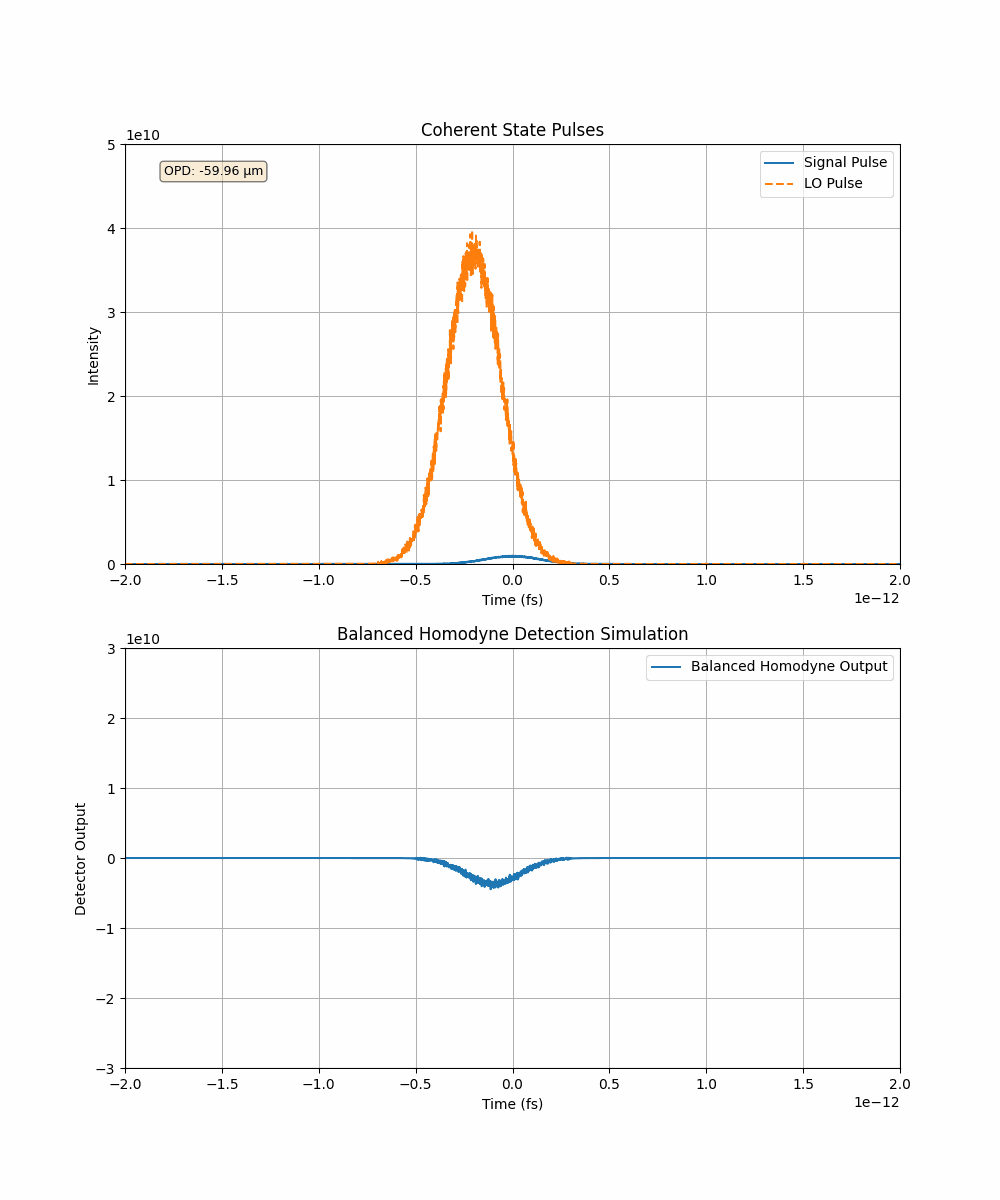 Coherent State Pulses
1e10
OPD: -59.96 μm
Signal Pulse
LO Pulse
5
4
3
2
1
0
Intensity
−2.0 −1.5 −1.0 −0.5 0.0 0.5 1.0 1.5 2.0
Time (fs)
1e−12
Balanced Homodyne Detection Simulation
1e10
Balanced Homodyne Output
3
2
1
0
−1
−2
−3
Detector Output
−2.0 −1.5 −1.0 −0.5 0.0 0.5 1.0 1.5 2.0
Time (fs)
1e−12